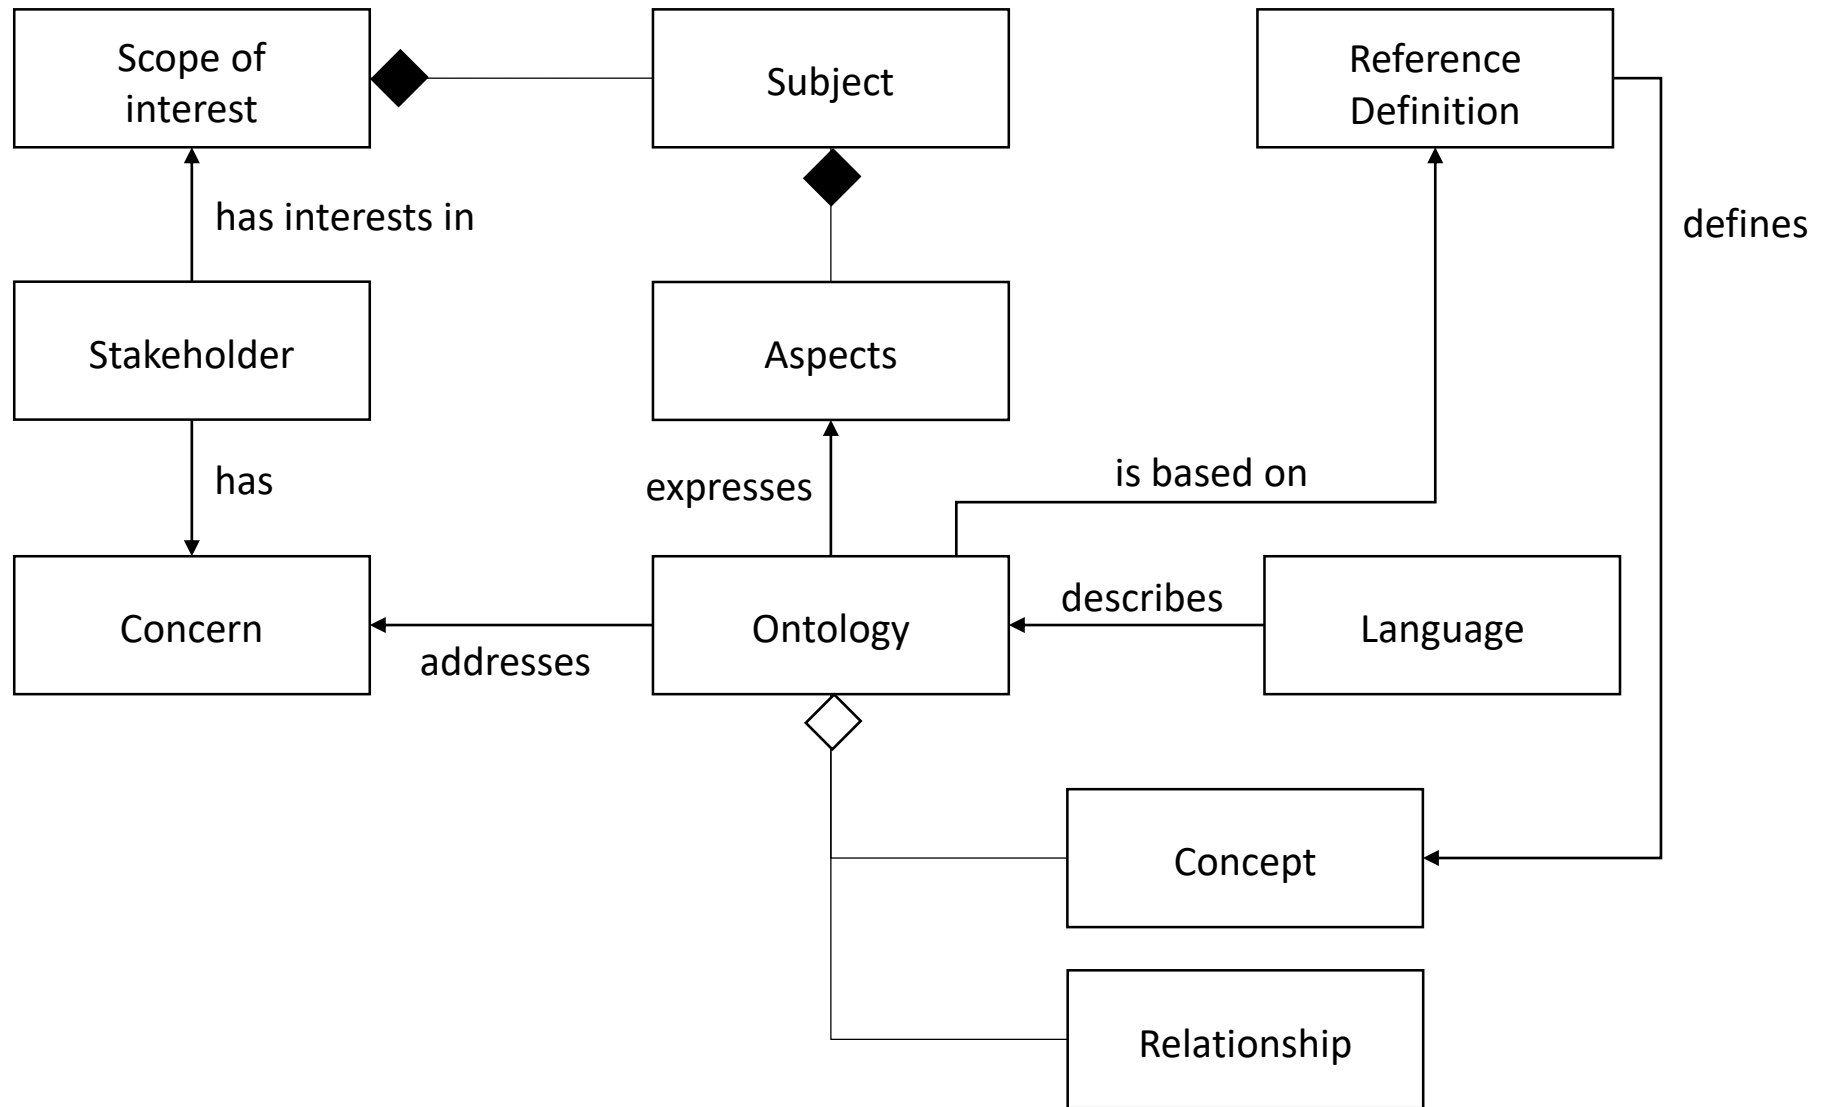 Scope of
interest
Subject
Reference
Definition
has interests in
defines
Stakeholder
Aspects
has
expresses
is based on
Concern
addresses
Ontology
describes
Language
Concept
Relationship